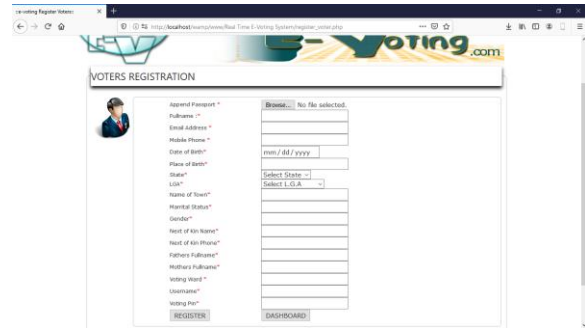 :e-voting Register Voters:
http://localhost/wamp/www/Real Time E-Voting System/register_voter.php
E-Voting.com
VOTERS REGISTRATION
Append Passport * Browse... No file selected.
Fullname :*
Email Address *
Mobile Phone *
Date of Birth* mm / dd / yyyy
Place of Birth*
State* Select State
LGA* Select L.G.A
Name of Town*
Marrital Status*
Gender*
Next of Kin Name*
Next of Kin Phone*
Fathers Fullname*
Mothers Fullname*
Voting Ward *
Username*
Voting Pin*
REGISTER DASHBOARD